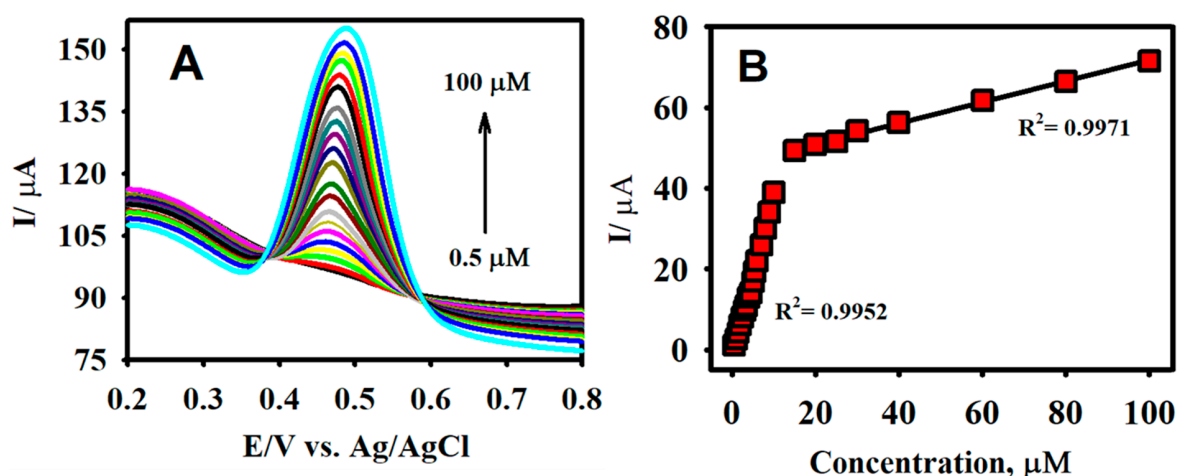 A
150
135
120
105
90
75
I/ μA
100 μM
0.5 μM
0.2 0.3 0.4 0.5 0.6 0.7 0.8
E/V vs. Ag/AgCl
B
80
60
40
20
0
I/ μA
R²= 0.9971
R²= 0.9952
0 20 40 60 80 100
Concentration, μM